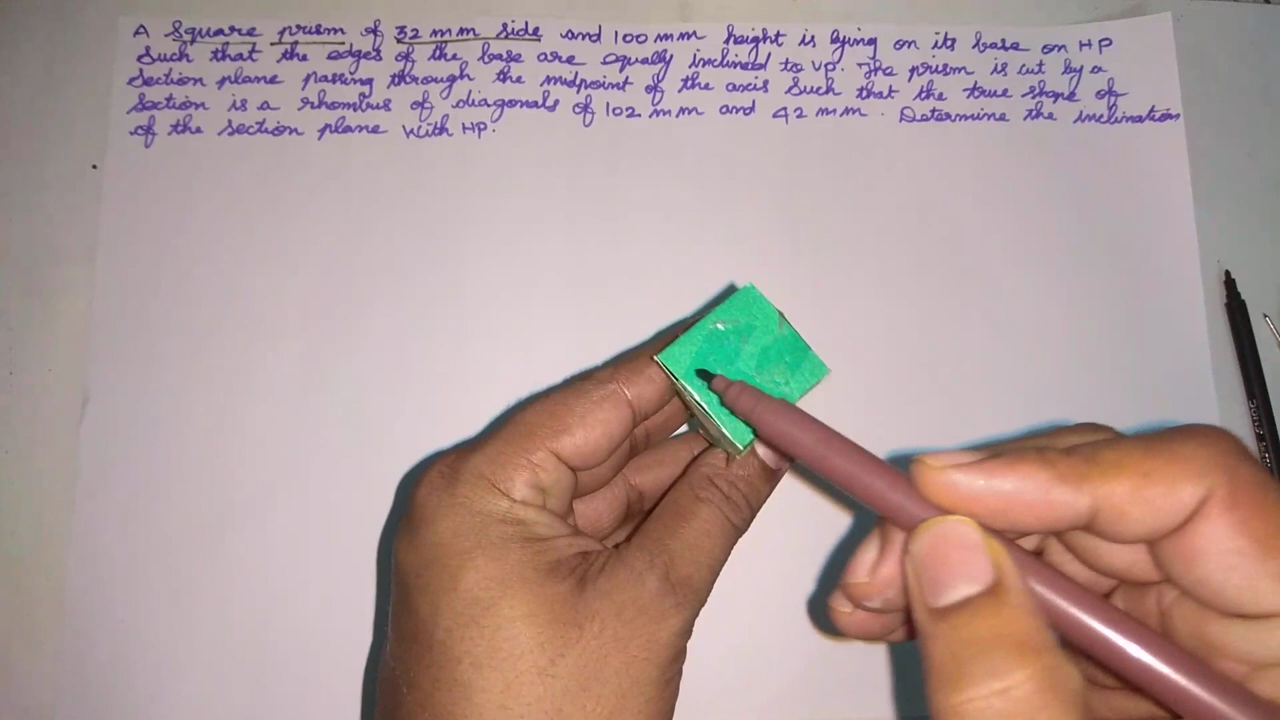 A Square prism of 32 mm side and 100 mm height is lying on its base on HP
Such that the edges of the base are equally inclined to VP. The prism is cut by a
Section plane passing through the midpoint of the axis Such that the true shape of
section is a rhombus of diagonals of 102 mm and 42 mm. Determine the inclination
of the section plane with HP.